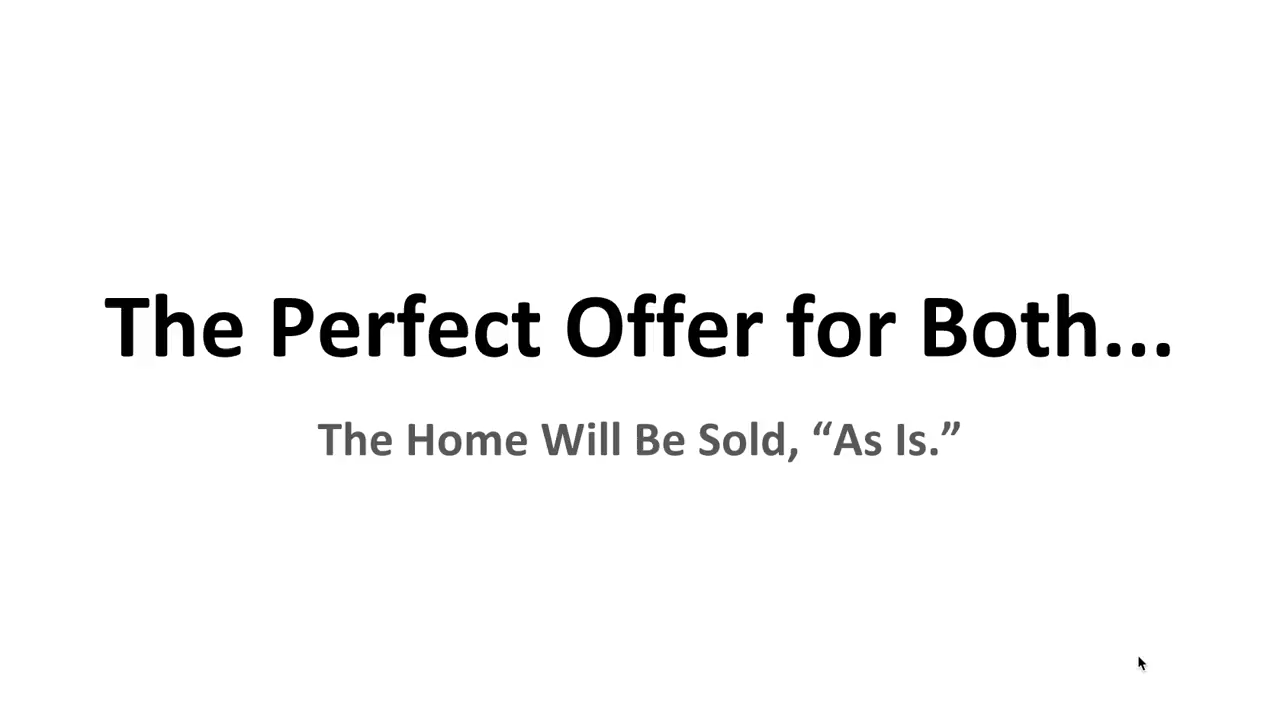 The Perfect Offer for Both...
The Home Will Be Sold, “As Is.”